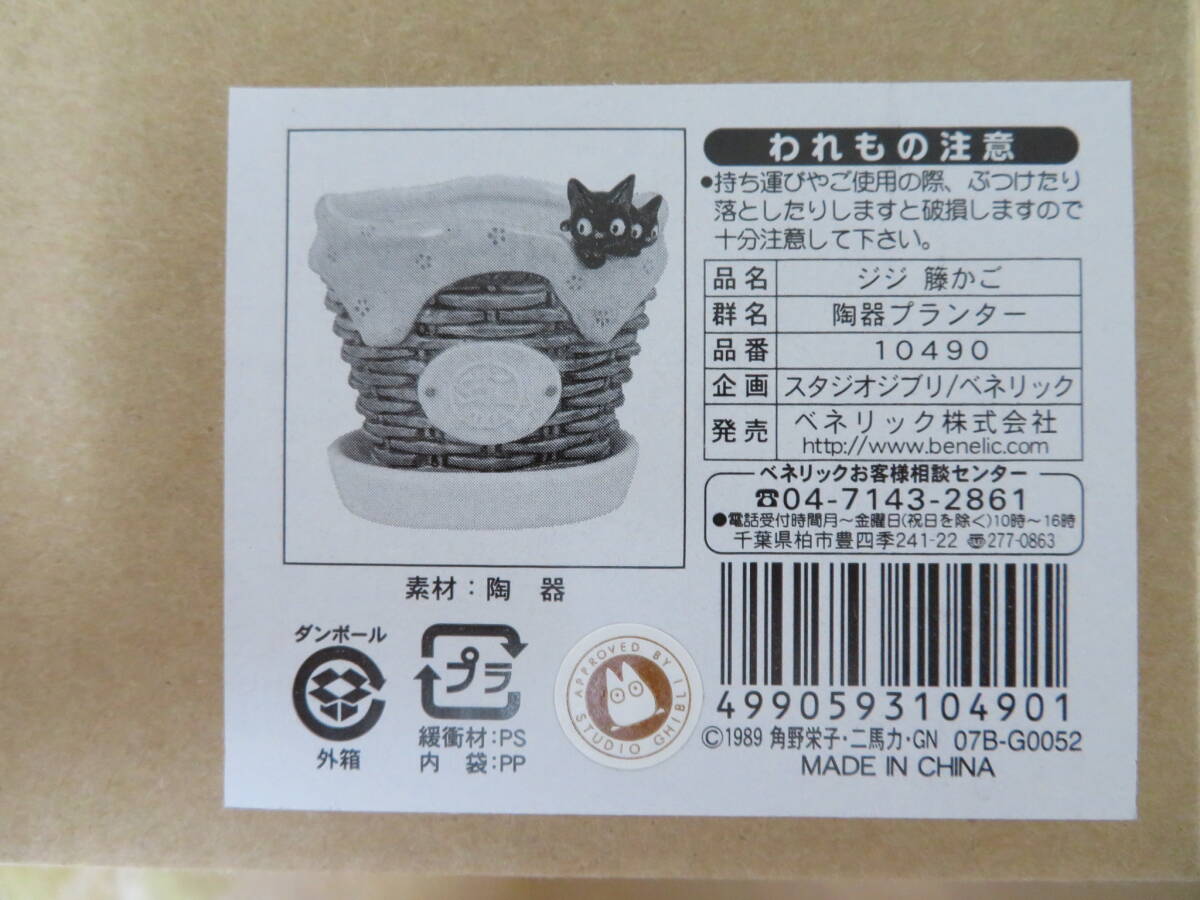 われもの注意
●持ち運びやご使用の際、ぶつけたり
落としたりしますと破損しますので
十分注意して下さい。
品名 ジジ 籐かご
群名 陶器プランター
品番 10490
企画 スタジオジブリ/ベネリック
発売 ベネリック株式会社
http://www.benelic.com
ベネリックお客様相談センター
☎04-7143-2861
●電話受付時間月～金曜日(祝日を除く)10時～16時
千葉県柏市豊四季241-22 〠277-0863
素材：陶 器
ダンボール
外箱
プラ
緩衝材:PS
内 袋:PP
APPROVED BY
STUDIO GHIBLI
4990593104901
©1989 角野栄子・二馬力・GN 07B-G0052
MADE IN CHINA